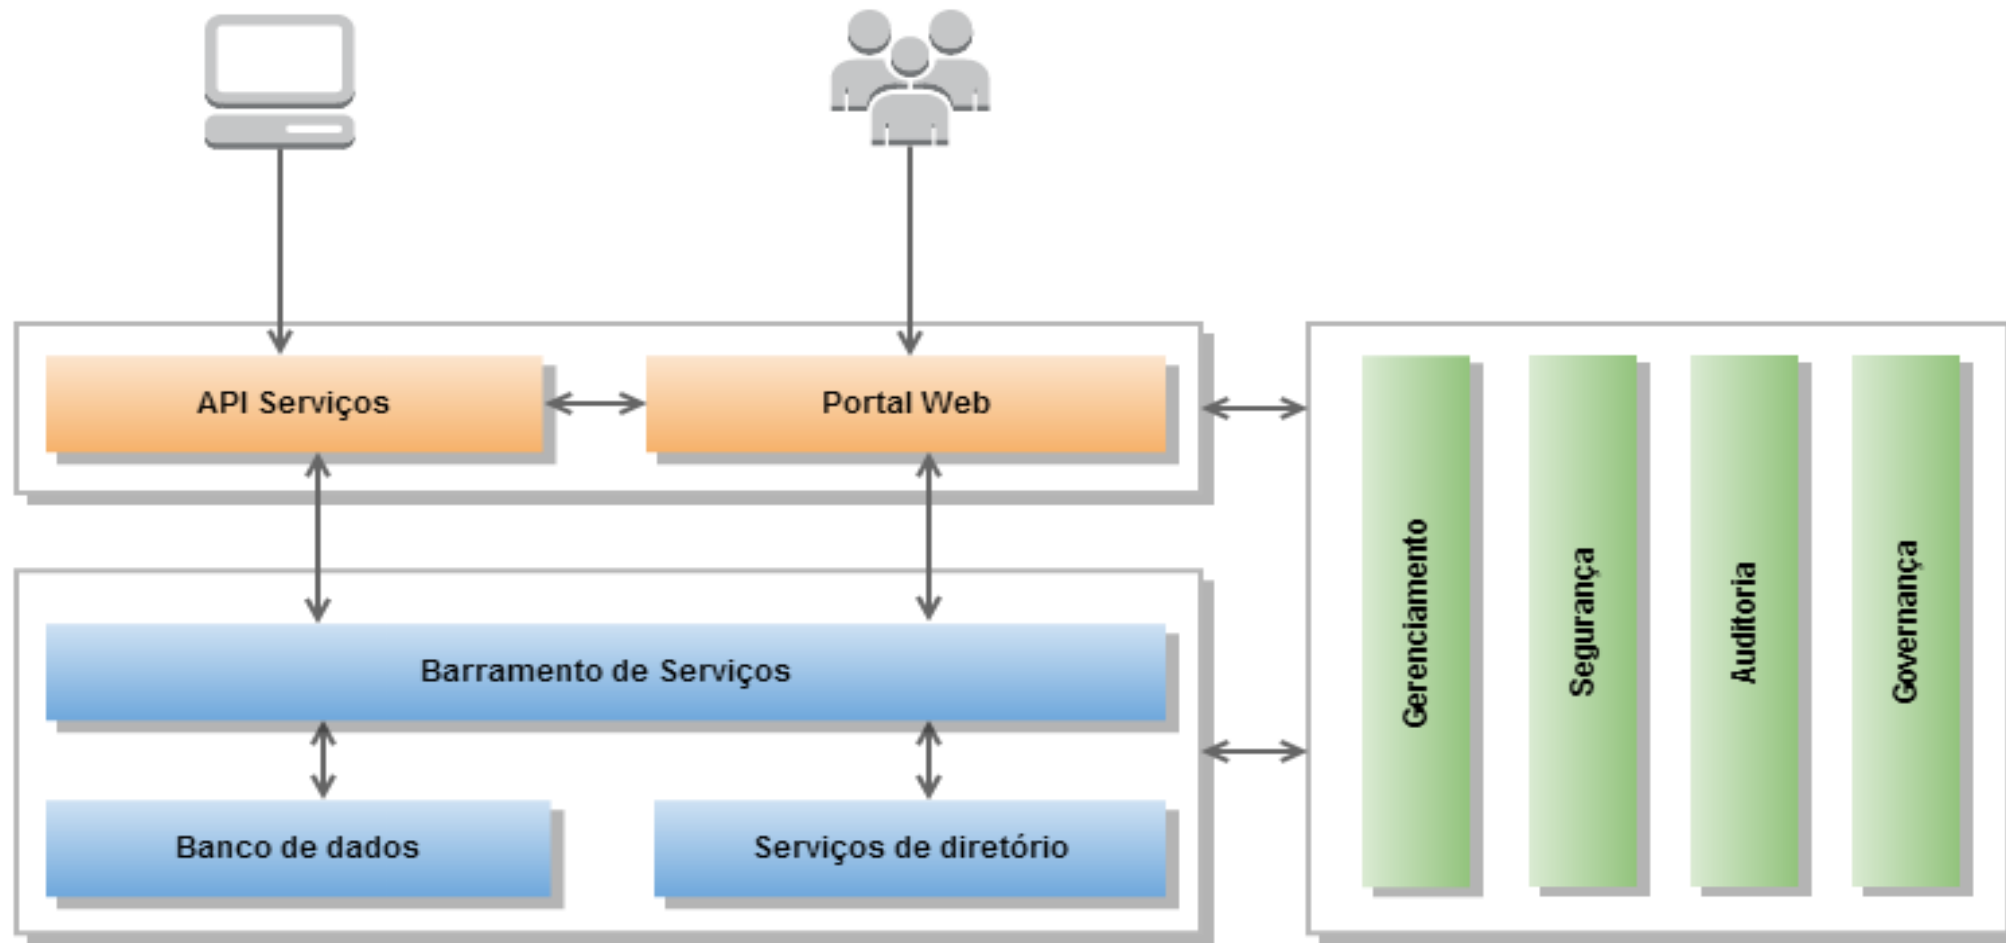 API Serviços
Portal Web
Barramento de Serviços
Banco de dados
Serviços de diretório
Gerenciamento
Segurança
Auditoria
Governança